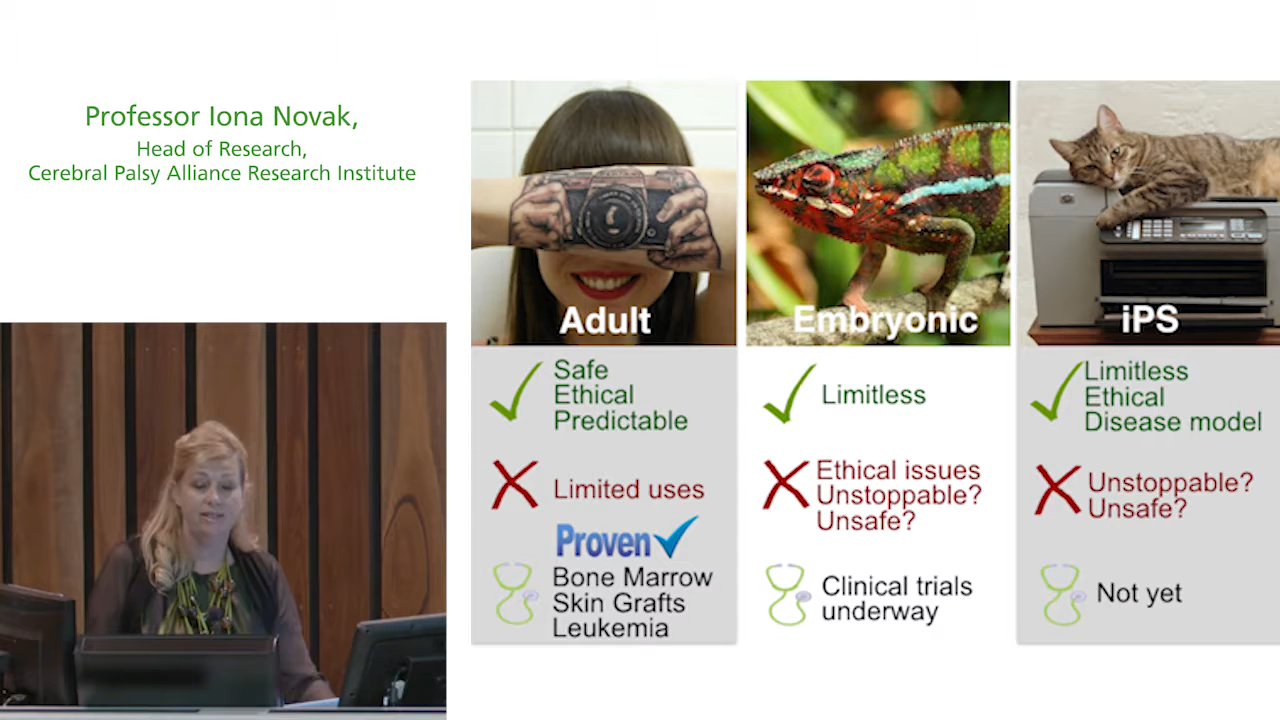 Professor Iona Novak,
Head of Research,
Cerebral Palsy Alliance Research Institute
Adult
Safe
Ethical
Predictable
Limited uses
Proven
Bone Marrow
Skin Grafts
Leukemia
Embryonic
Limitless
Ethical issues
Unstoppable?
Unsafe?
Clinical trials
underway
iPS
Limitless
Ethical
Disease model
Unstoppable?
Unsafe?
Not yet